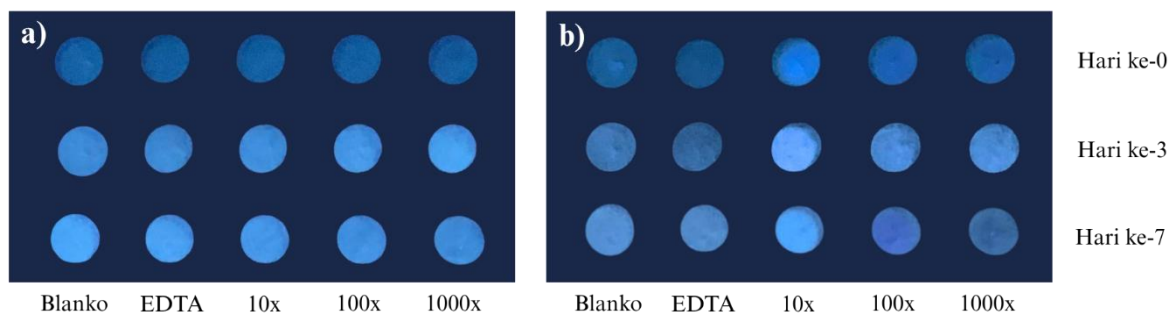 a)
b)
Hari ke-0
Hari ke-3
Hari ke-7
Blanko EDTA 10x 100x 1000x
Blanko EDTA 10x 100x 1000x